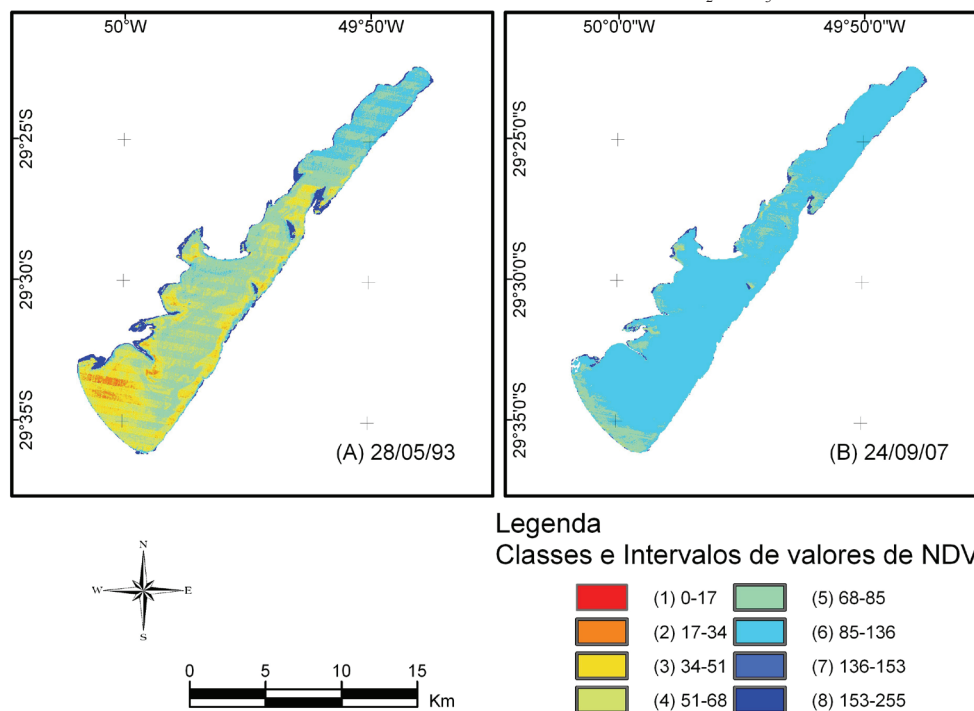 50°W 49°50'W
50°0'0"W 49°50'0"W
29°25'S
29°30'S
29°35'S
29°25'0"S
29°30'0"S
29°35'0"S
(A) 28/05/93
(B) 24/09/07
Legenda
Classes e Intervalos de valores de NDV
(1) 0-17
(2) 17-34
(3) 34-51
(4) 51-68
(5) 68-85
(6) 85-136
(7) 136-153
(8) 153-255
N
W E
S
0 5 10 15
Km